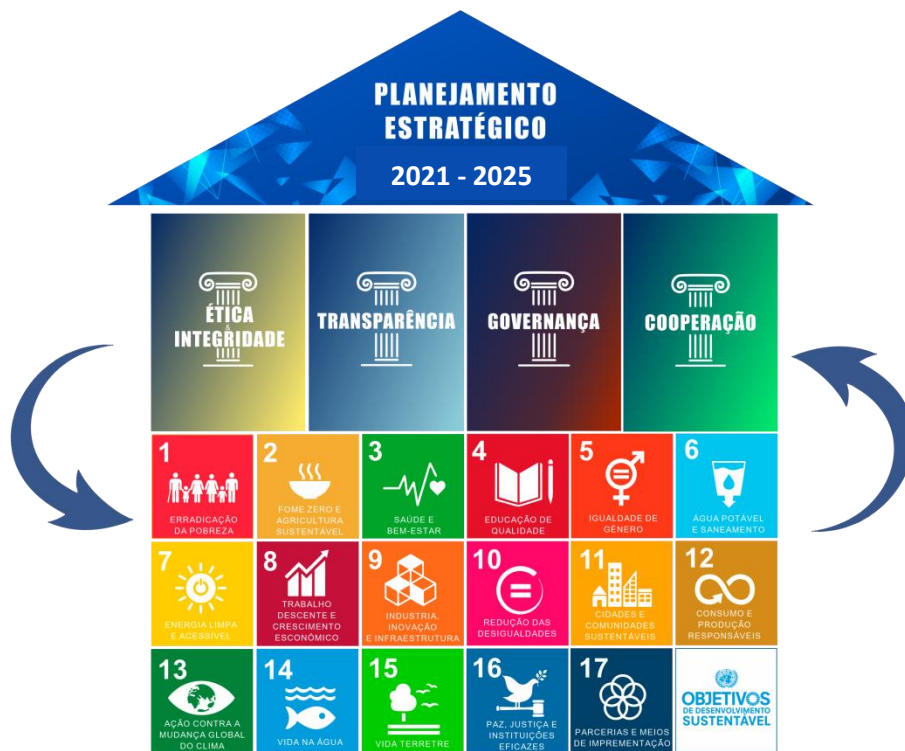 PLANEJAMENTO
ESTRATÉGICO
2021 - 2025
ÉTICA
&
INTEGRIDADE
TRANSPARÊNCIA
GOVERNANÇA
COOPERAÇÃO
1
ERRADICAÇÃO
DA POBREZA
2
FOME ZERO E
AGRICULTURA
SUSTENTÁVEL
3
SAÚDE E
BEM-ESTAR
4
EDUCAÇÃO DE
QUALIDADE
5
IGUALDADE DE
GÊNERO
6
ÁGUA POTÁVEL
E SANEAMENTO
7
ENERGIA LIMPA
E ACESSÍVEL
8
TRABALHO
DESCENTE E
CRESCIMENTO
ESCONÔMICO
9
INDUSTRIA,
INOVAÇÃO
E INFRAESTRUTURA
10
REDUÇÃO DAS
DESIGUALDADES
11
CIDADES E
COMUNIDADES
SUSTENTÁVEIS
12
CONSUMO E
PRODUÇÃO
RESPONSÁVEIS
13
AÇÃO CONTRA A
MUDANÇA GLOBAL
DO CLIMA
14
VIDA NA ÁGUA
15
VIDA TERRETRE
16
PAZ, JUSTIÇA E
INSTITUIÇÕES
EFICAZES
17
PARCERIAS E MEIOS
DE IMPREMENTAÇÃO
OBJETIVOS
DE DESENVOLVIMENTO
SUSTENTÁVEL